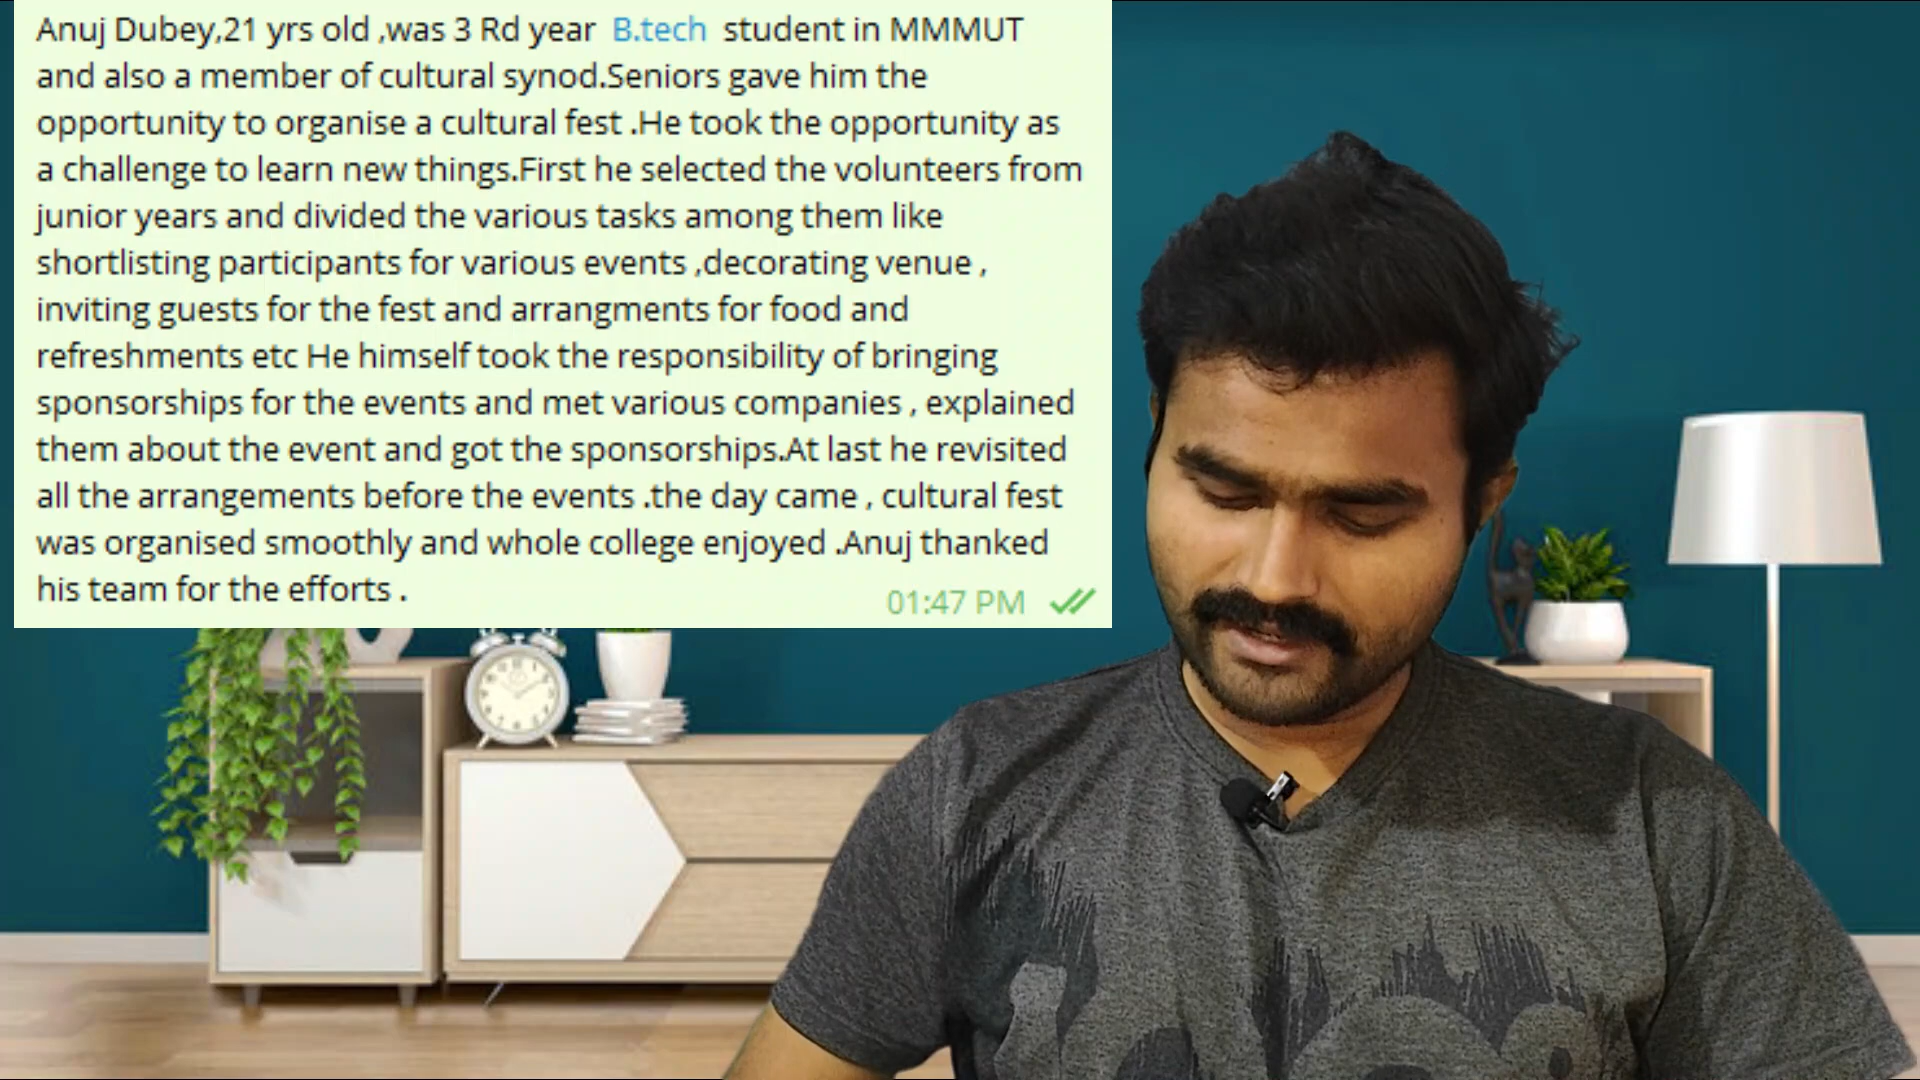 Anuj Dubey,21 yrs old ,was 3 Rd year B.tech student in MMMUT
and also a member of cultural synod.Seniors gave him the
opportunity to organise a cultural fest .He took the opportunity as
a challenge to learn new things.First he selected the volunteers from
junior years and divided the various tasks among them like
shortlisting participants for various events ,decorating venue ,
inviting guests for the fest and arrangments for food and
refreshments etc He himself took the responsibility of bringing
sponsorships for the events and met various companies , explained
them about the event and got the sponsorships.At last he revisited
all the arrangements before the events .the day came , cultural fest
was organised smoothly and whole college enjoyed .Anuj thanked
his team for the efforts .
01:47 PM